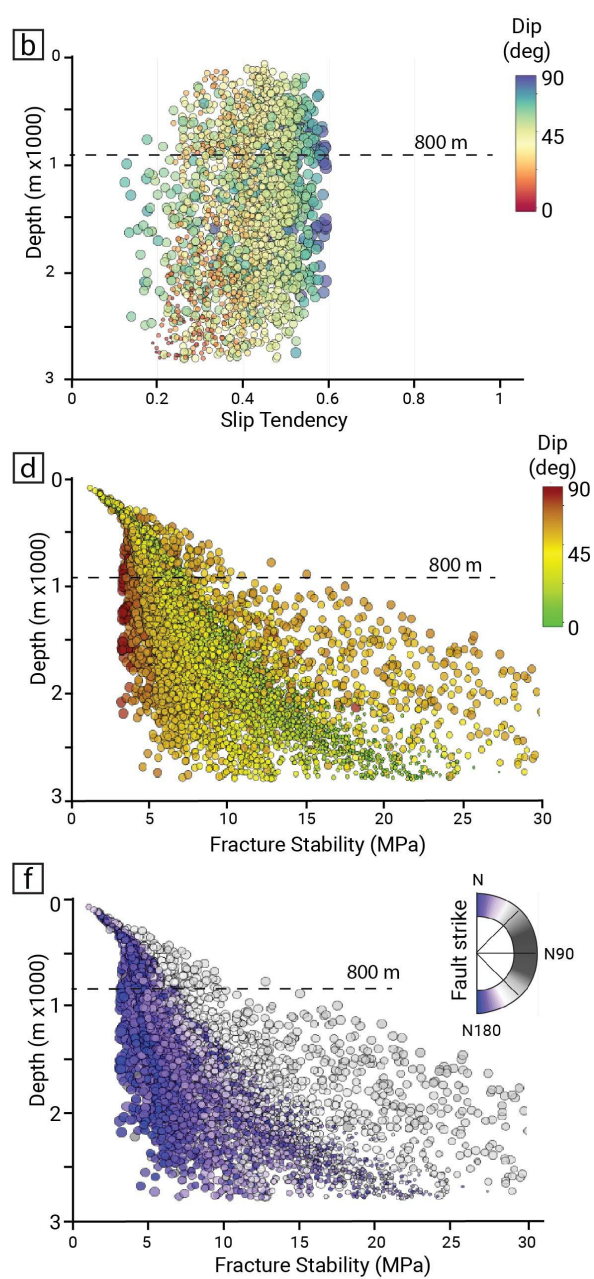 b
Dip
(deg)
90
45
0
0
1
2
3
Depth (m x1000)
800 m
0
0.2
0.4
0.6
0.8
1
Slip Tendency
d
Dip
(deg)
90
45
0
0
1
2
3
Depth (m x1000)
800 m
0
5
10
15
20
25
30
Fracture Stability (MPa)
f
N
Fault strike
N90
N180
0
1
2
3
Depth (m x1000)
800 m
0
5
10
15
20
25
30
Fracture Stability (MPa)